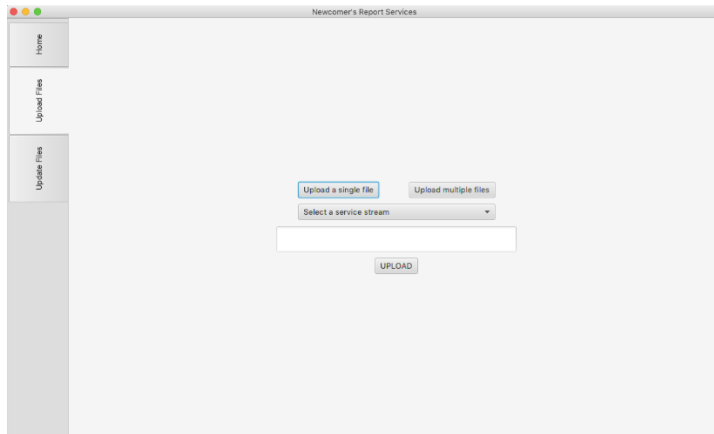 Newcomer's Report Services
Home
Upload Files
Update Files
Upload a single file
Upload multiple files
Select a service stream
UPLOAD